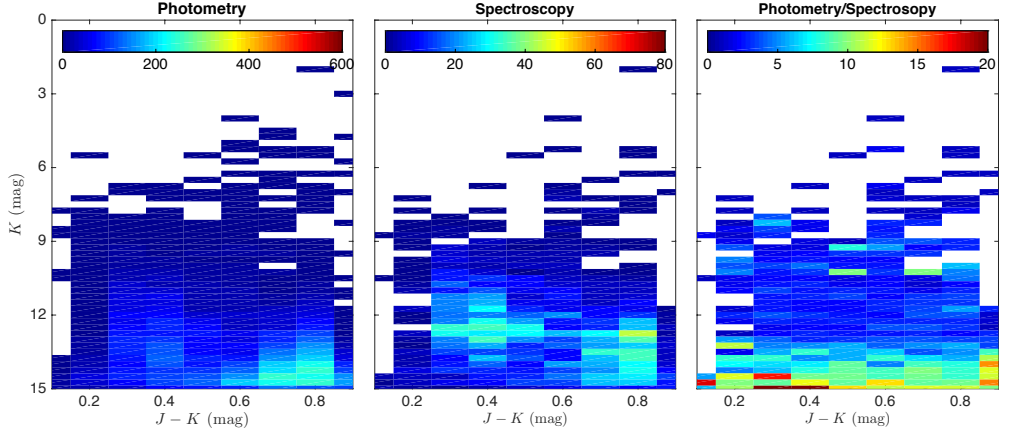 Photometry
Spectroscopy
Photometry/Spectrosopy
0 200 400 600
0 20 40 60 80
0 5 10 15 20
0
3
6
9
12
15
K (mag)
0.2 0.4 0.6 0.8
0.2 0.4 0.6 0.8
0.2 0.4 0.6 0.8
J − K (mag)
J − K (mag)
J − K (mag)